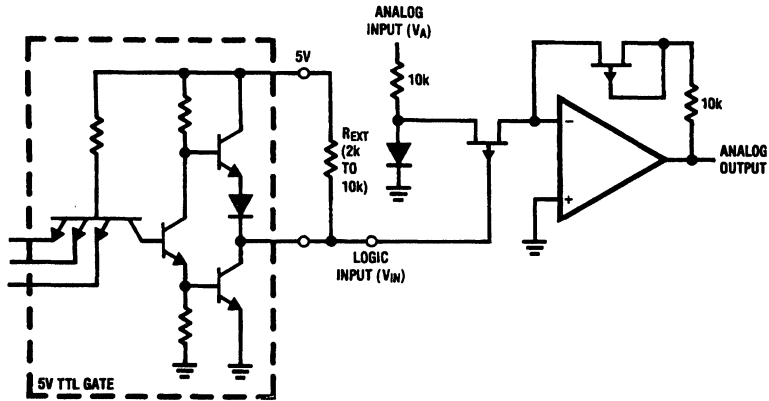 ANALOG
INPUT (VA)
5V
10k
REXT
(2k
TO
10k)
10k
−
+
ANALOG
OUTPUT
LOGIC
INPUT (VIN)
5V TTL GATE